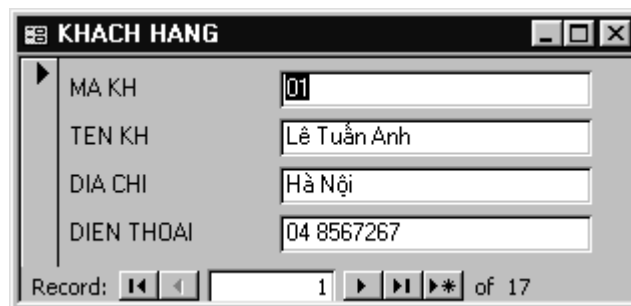 KHACH HANG
MA KH 01
TEN KH Lê Tuấn Anh
DIA CHI Hà Nội
DIEN THOAI 04 8567267
Record: 1 of 17